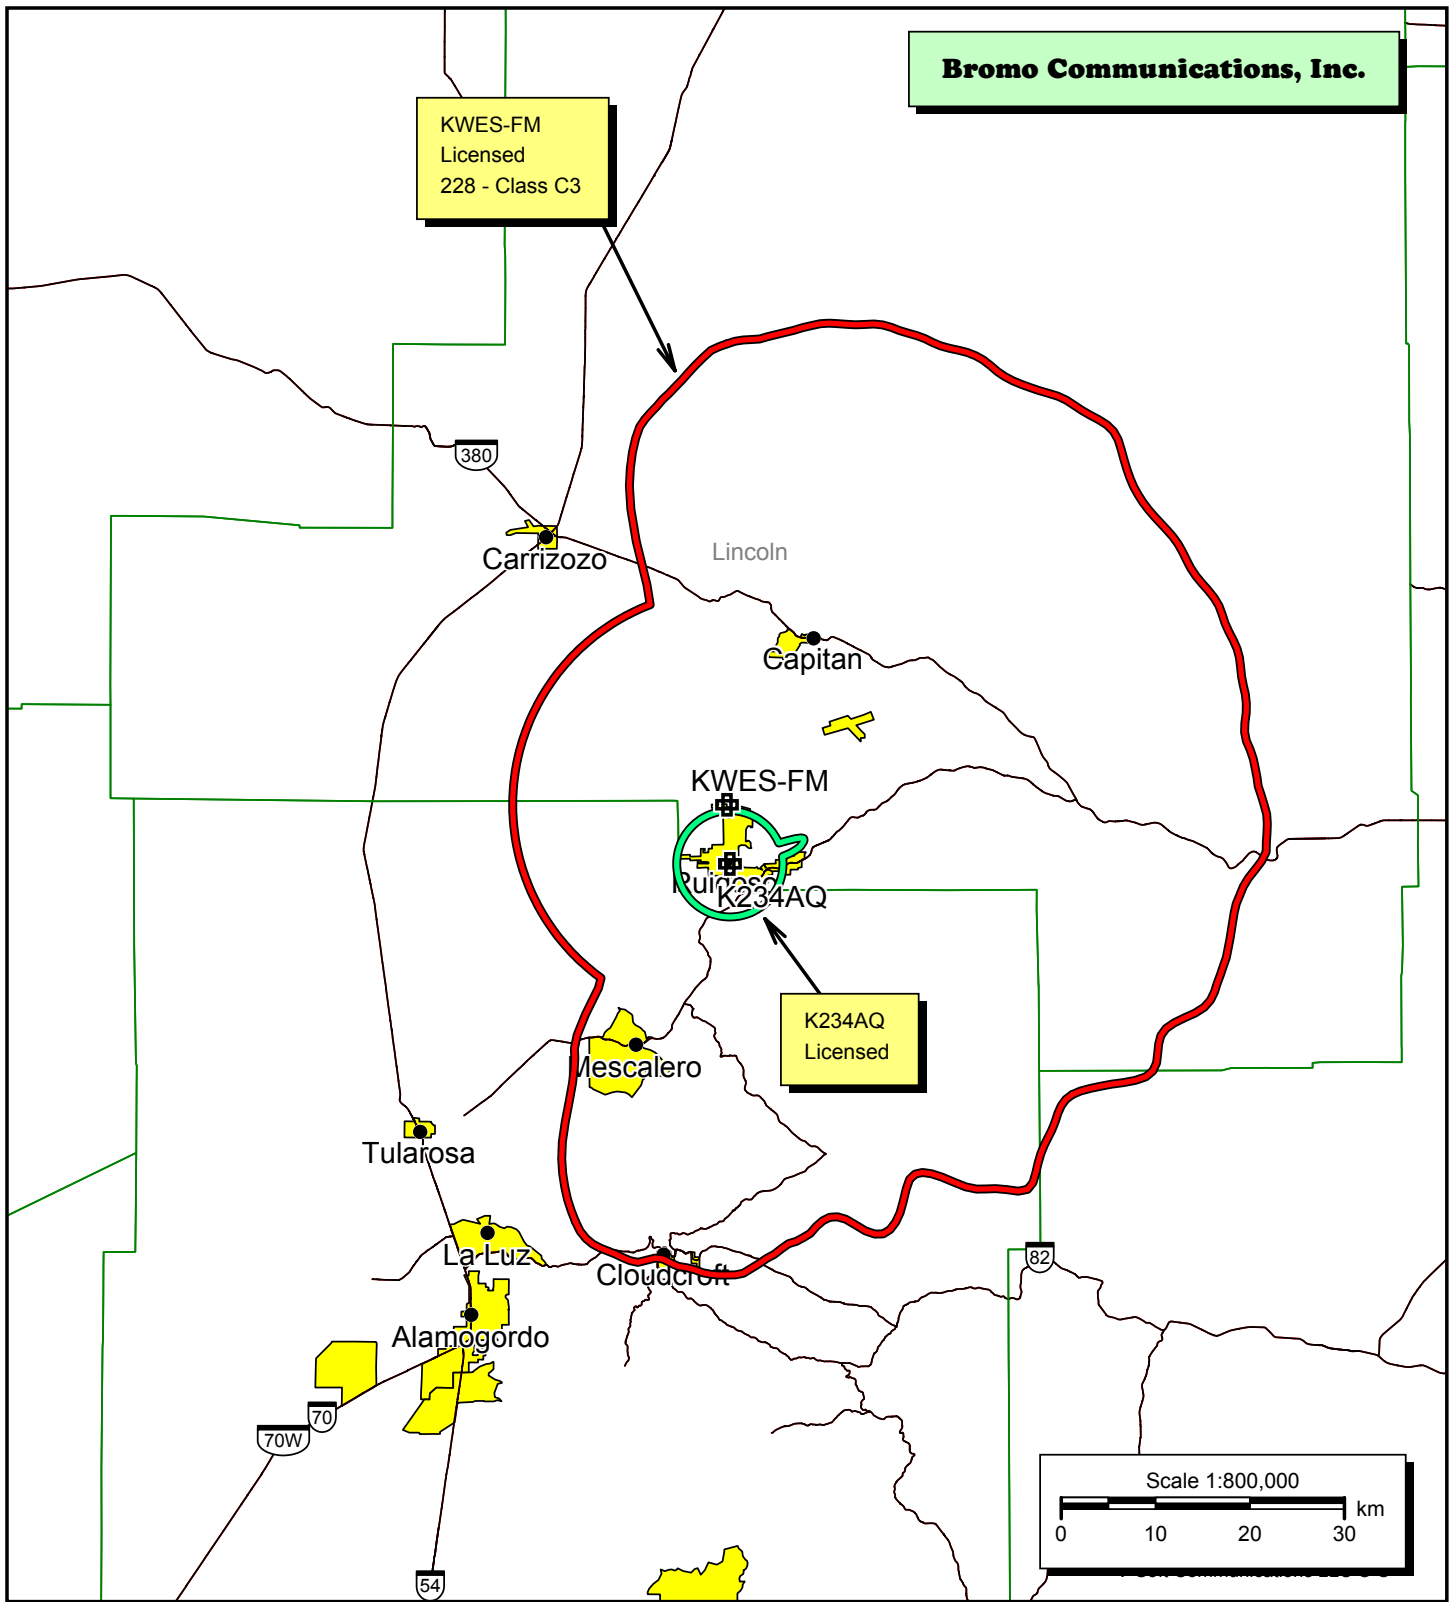 Bromo Communications, Inc.
KWES-FM
Licensed
228 - Class C3
380
Carrizozo
Lincoln
Capitan
KWES-FM
Ruidoso
K234AQ
K234AQ
Licensed
Mescalero
Tularosa
La Luz
Cloudcroft
82
Alamogordo
70
70W
54
Scale 1:800,000
km
0 10 20 30